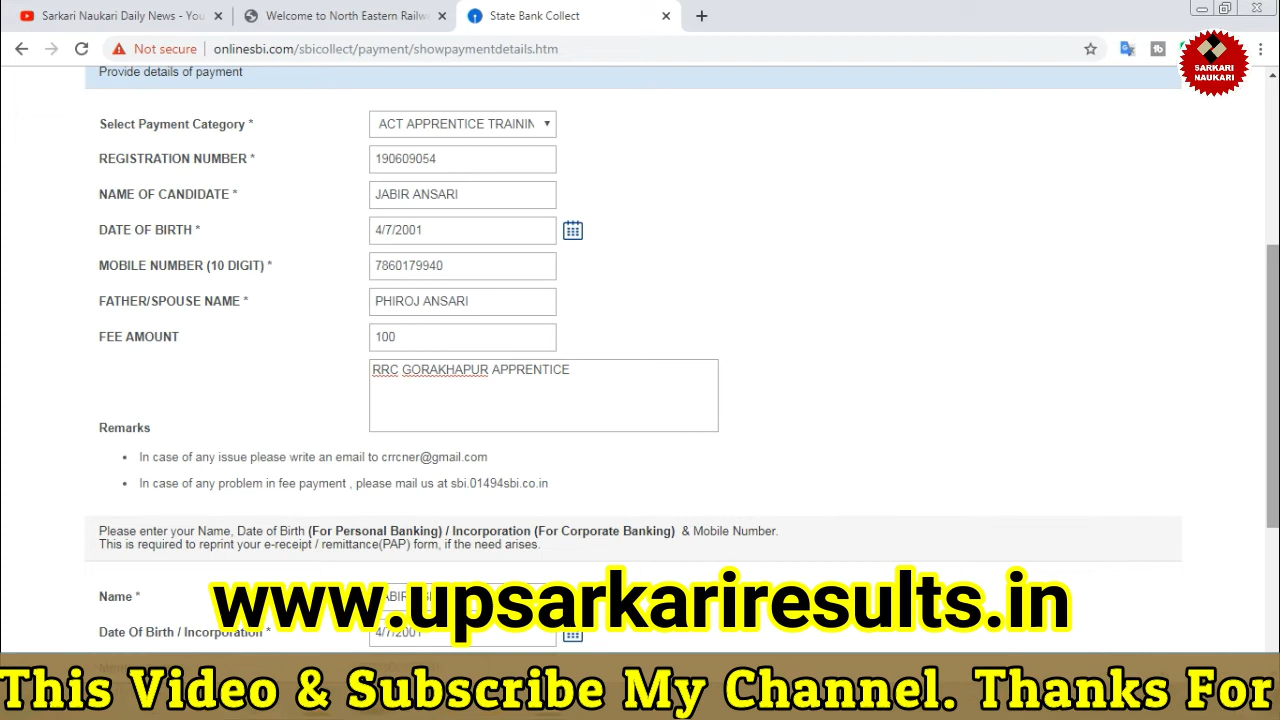 Sarkari Naukari Daily News - You
Welcome to North Eastern Railw
State Bank Collect
Not secure
onlinesbi.com/sbicollect/payment/showpaymentdetails.htm
SARKARI
NAUKARI
Provide details of payment
Select Payment Category * ACT APPRENTICE TRAININ
REGISTRATION NUMBER * 190609054
NAME OF CANDIDATE * JABIR ANSARI
DATE OF BIRTH * 4/7/2001
MOBILE NUMBER (10 DIGIT) * 7860179940
FATHER/SPOUSE NAME * PHIROJ ANSARI
FEE AMOUNT 100
RRC GORAKHAPUR APPRENTICE
Remarks
• In case of any issue please write an email to crrcner@gmail.com
• In case of any problem in fee payment , please mail us at sbi.01494sbi.co.in
Please enter your Name, Date of Birth (For Personal Banking) / Incorporation (For Corporate Banking) & Mobile Number.
This is required to reprint your e-receipt / remittance(PAP) form, if the need arises.
Name *
www.upsarkariresults.in
Date Of Birth / Incorporation * 4/7/2001
This Video & Subscribe My Channel. Thanks For